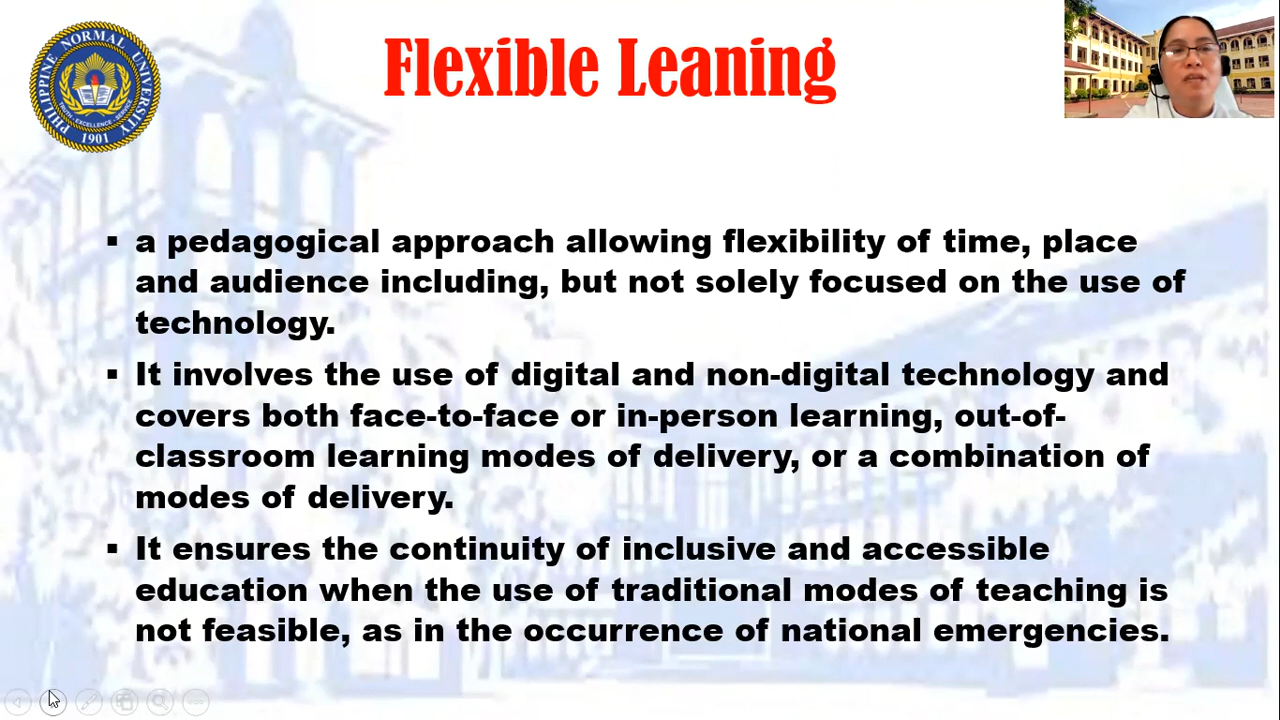 PHILIPPINE NORMAL UNIVERSITY
1901
Flexible Leaning
▪ a pedagogical approach allowing flexibility of time, place
and audience including, but not solely focused on the use of
technology.
▪ It involves the use of digital and non-digital technology and
covers both face-to-face or in-person learning, out-of-
classroom learning modes of delivery, or a combination of
modes of delivery.
▪ It ensures the continuity of inclusive and accessible
education when the use of traditional modes of teaching is
not feasible, as in the occurrence of national emergencies.